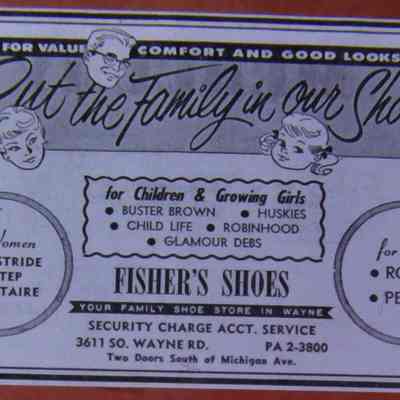 FOR VALUE COMFORT AND GOOD LOOKS
Put the Family in our Sho
for Children & Growing Girls
• BUSTER BROWN • HUSKIES
• CHILD LIFE • ROBINHOOD
• GLAMOUR DEBS
omen
STRIDE
TEP
TAIRE
for
• RO
• PE
FISHER'S SHOES
YOUR FAMILY SHOE STORE IN WAYNE
SECURITY CHARGE ACCT. SERVICE
3611 SO. WAYNE RD. PA 2-3800
Two Doors South of Michigan Ave.